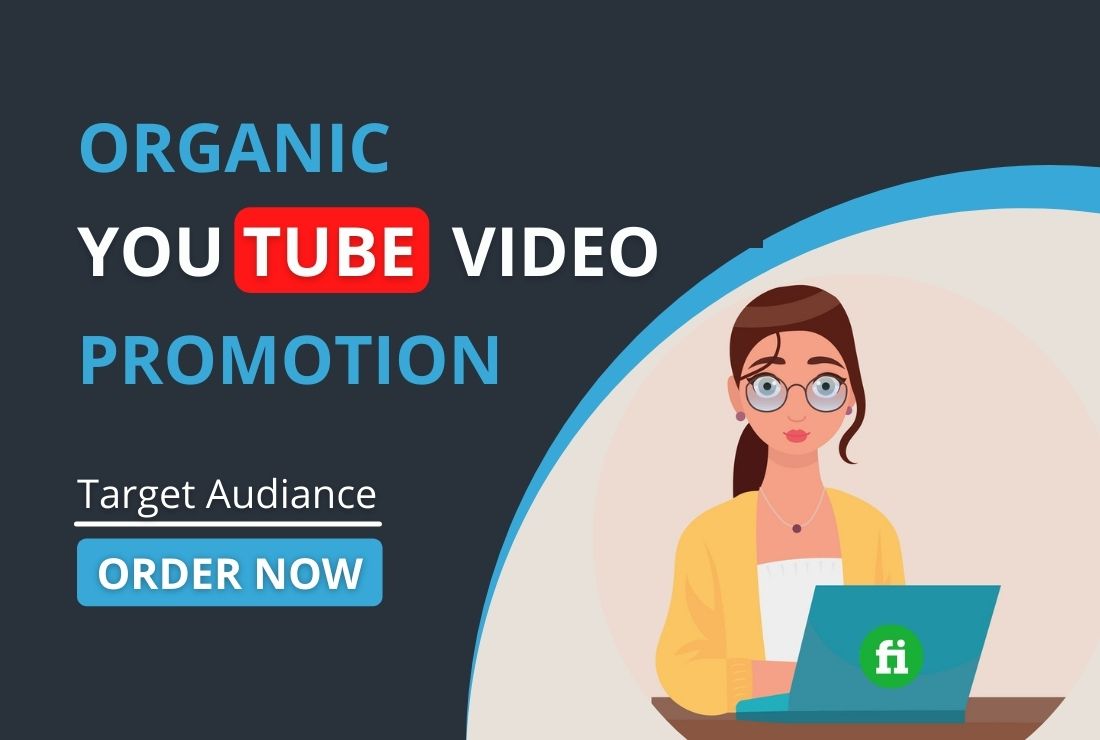 ORGANIC
YOU TUBE VIDEO
PROMOTION
Target Audiance
ORDER NOW
fi